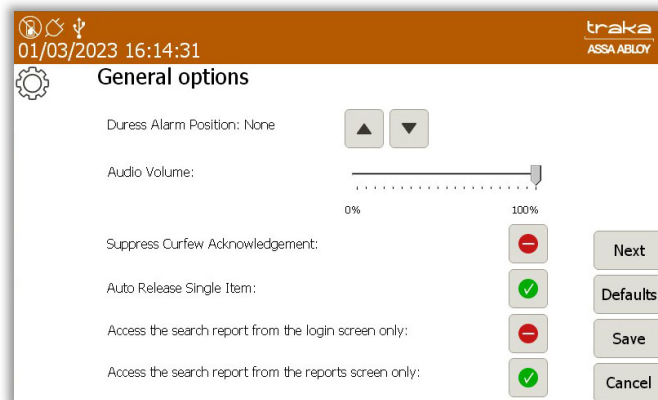 traka
01/03/2023 16:14:31
ASSA ABLOY
General options
Duress Alarm Position: None
Audio Volume:
0%
100%
Suppress Curfew Acknowledgement:
Next
Auto Release Single Item:
Defaults
Access the search report from the login screen only:
Save
Access the search report from the reports screen only:
Cancel